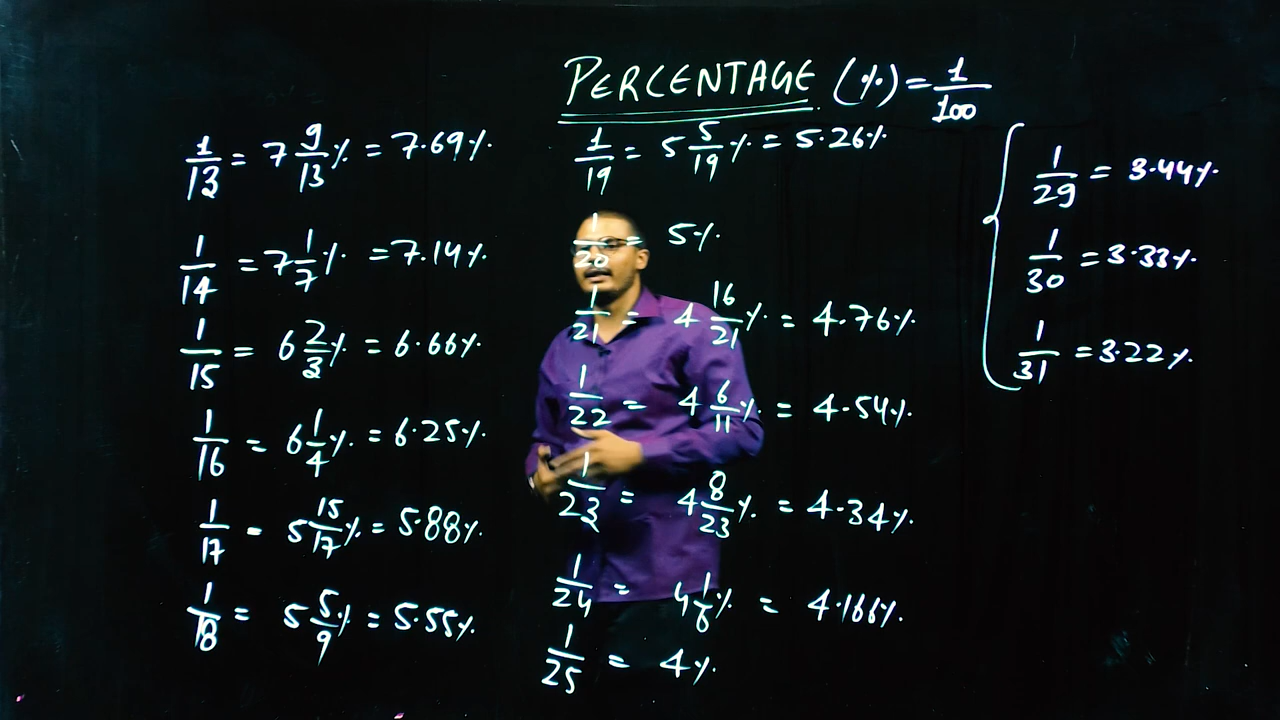 PERCENTAGE (%) = 1/100
1/13 = 7 9/13 % = 7.69%
1/14 = 7 1/7 % = 7.14%
1/15 = 6 2/3 % = 6.66%
1/16 = 6 1/4 % = 6.25%
1/17 = 5 15/17 % = 5.88%
1/18 = 5 5/9 % = 5.55%
1/19 = 5 5/19 % = 5.26%
1/20 = 5%
1/21 = 4 16/21 % = 4.76%
1/22 = 4 6/11 % = 4.54%
1/23 = 4 8/23 % = 4.34%
1/24 = 4 1/6 % = 4.166%
1/25 = 4%
1/29 = 3.44%
1/30 = 3.33%
1/31 = 3.22%